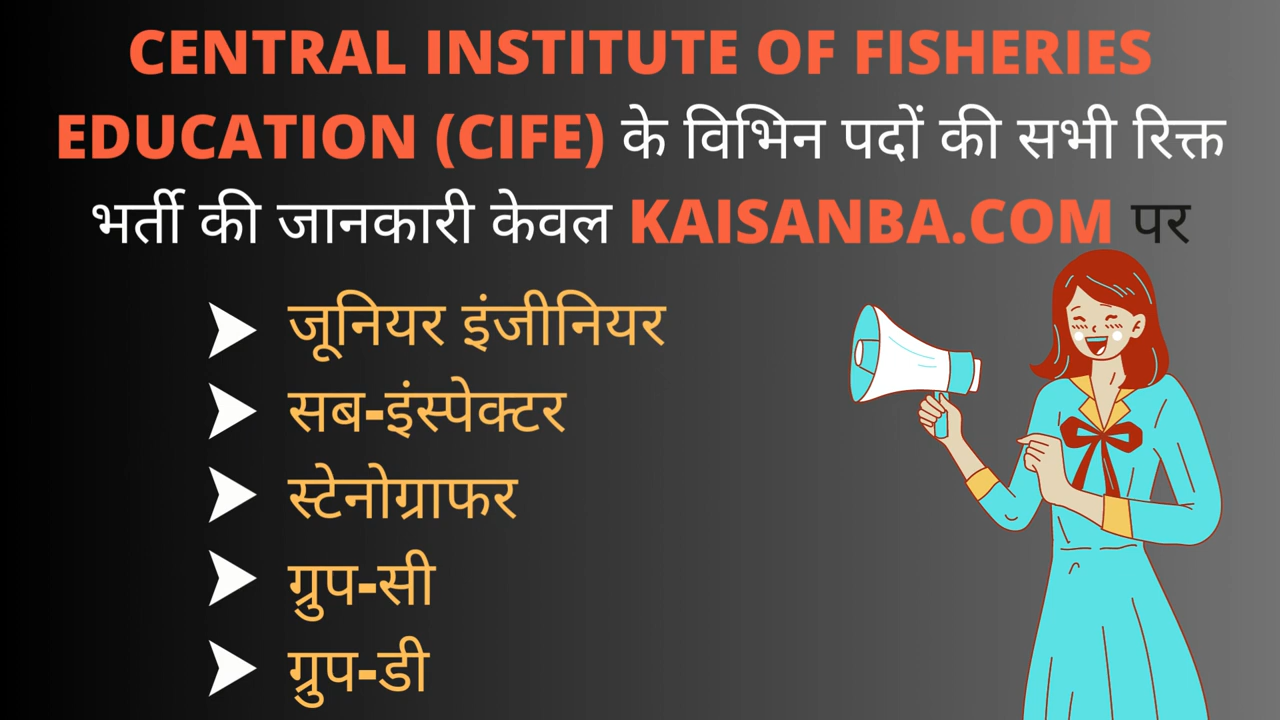 CENTRAL INSTITUTE OF FISHERIES
EDUCATION (CIFE) के विभिन पदों की सभी रिक्त
भर्ती की जानकारी केवल KAISANBA.COM पर
जूनियर इंजीनियर
सब-इंस्पेक्टर
स्टेनोग्राफर
ग्रुप-सी
ग्रुप-डी